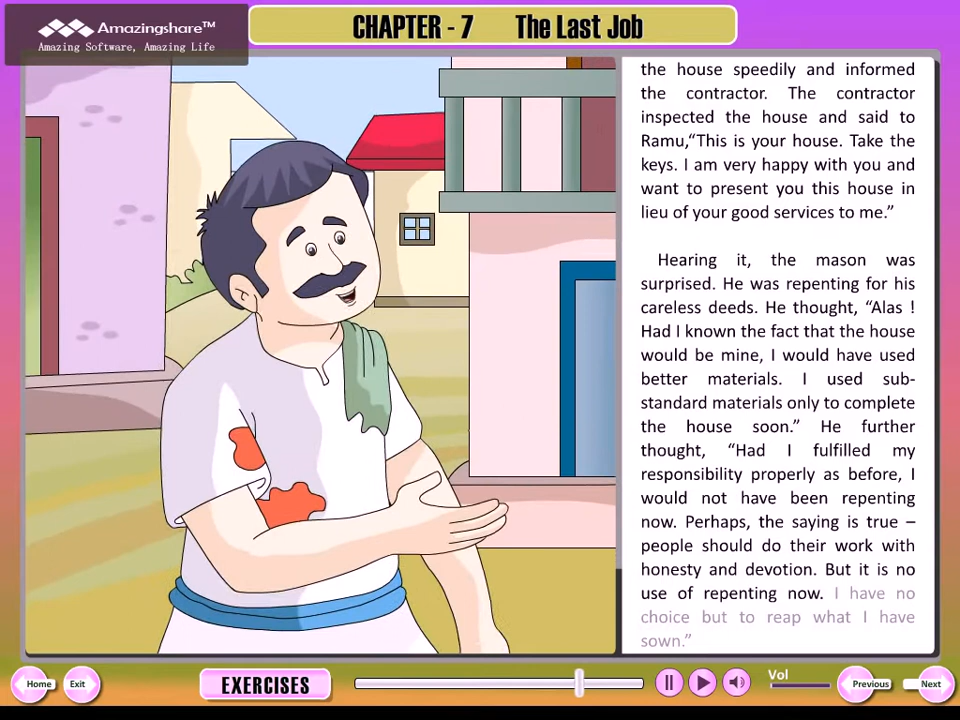 Amazingshare™
Amazing Software, Amazing Life
CHAPTER - 7 The Last Job
the house speedily and informed
the contractor. The contractor
inspected the house and said to
Ramu,“This is your house. Take the
keys. I am very happy with you and
want to present you this house in
lieu of your good services to me.”
Hearing it, the mason was
surprised. He was repenting for his
careless deeds. He thought, “Alas !
Had I known the fact that the house
would be mine, I would have used
better materials. I used sub-
standard materials only to complete
the house soon.” He further
thought, “Had I fulfilled my
responsibility properly as before, I
would not have been repenting
now. Perhaps, the saying is true –
people should do their work with
honesty and devotion. But it is no
use of repenting now. I have no
choice but to reap what I have
sown.”
Home Exit EXERCISES Vol Previous Next